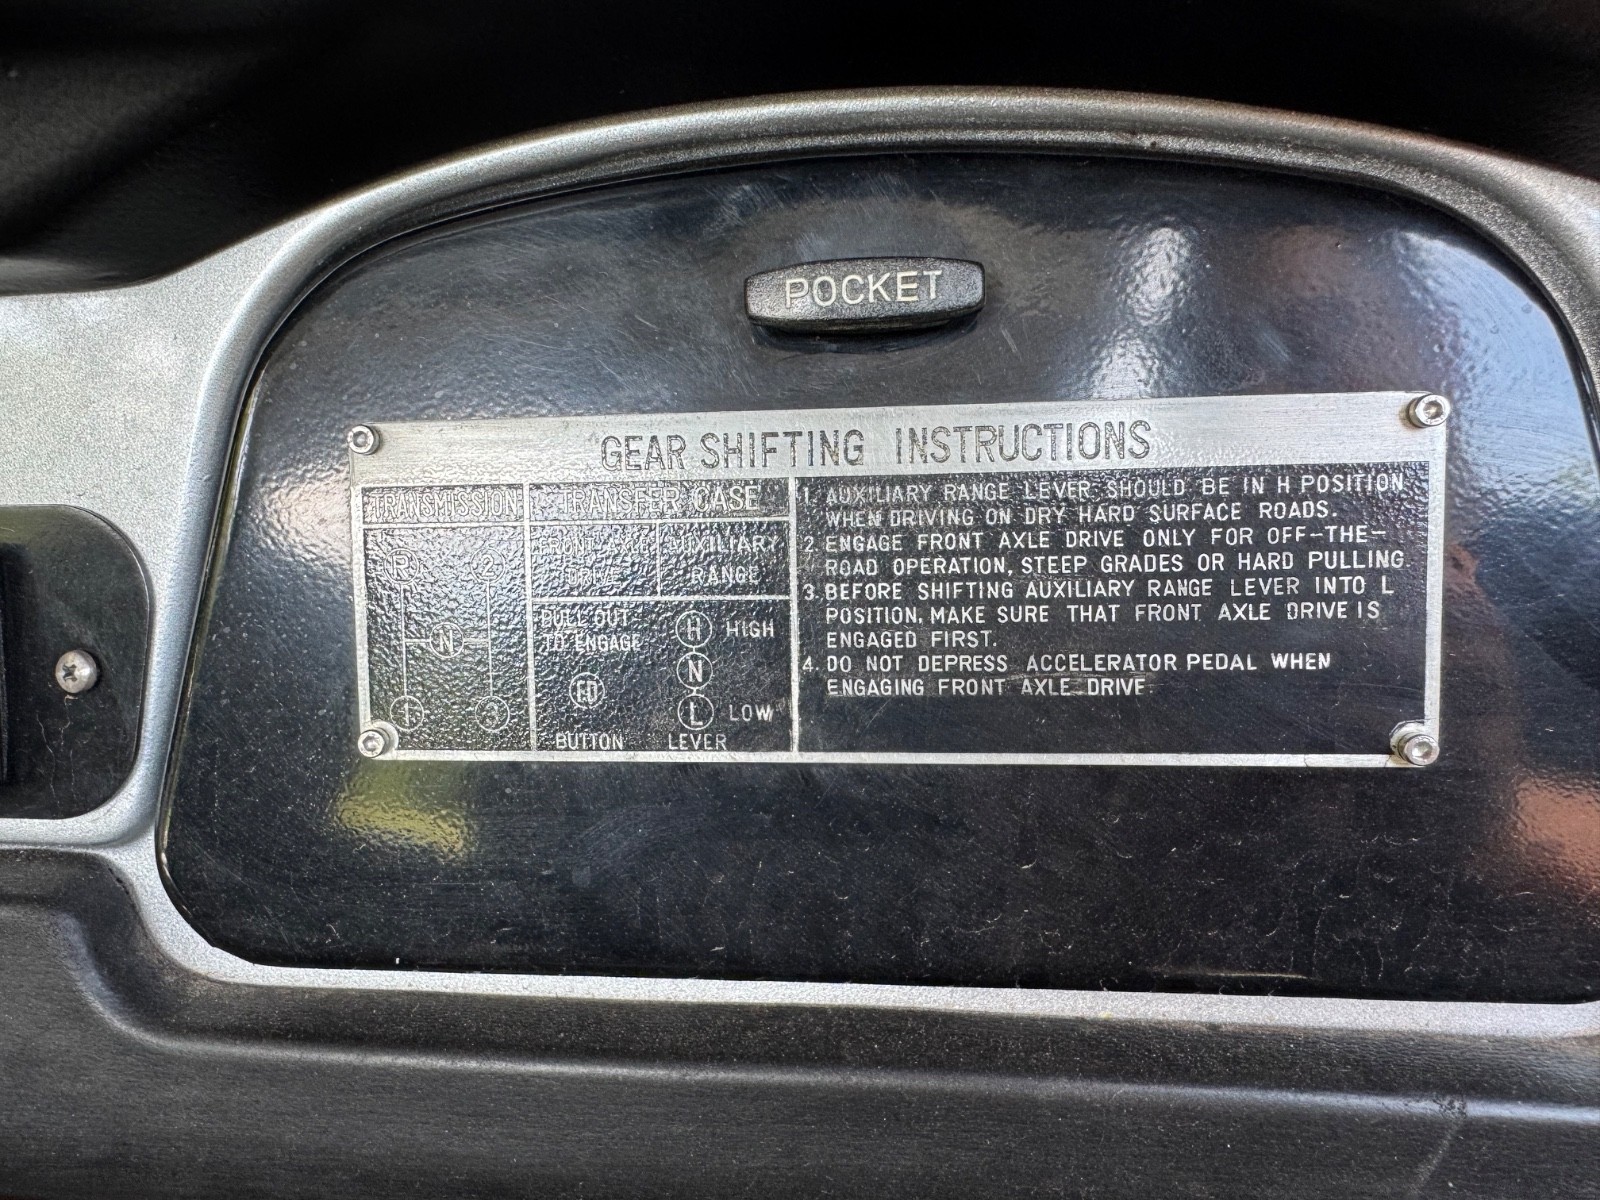 POCKET
GEAR SHIFTING INSTRUCTIONS
TRANSMISSION
R 2
N
1 3
TRANSFER CASE
FRONT AXLE
DRIVE
AUXILIARY
RANGE
PULL OUT
TO ENGAGE
FD
BUTTON
H HIGH
N
L LOW
LEVER
1. AUXILIARY RANGE LEVER SHOULD BE IN H POSITION
WHEN DRIVING ON DRY HARD SURFACE ROADS.
2. ENGAGE FRONT AXLE DRIVE ONLY FOR OFF-THE-
ROAD OPERATION, STEEP GRADES OR HARD PULLING
3. BEFORE SHIFTING AUXILIARY RANGE LEVER INTO L
POSITION, MAKE SURE THAT FRONT AXLE DRIVE IS
ENGAGED FIRST.
4. DO NOT DEPRESS ACCELERATOR PEDAL WHEN
ENGAGING FRONT AXLE DRIVE.